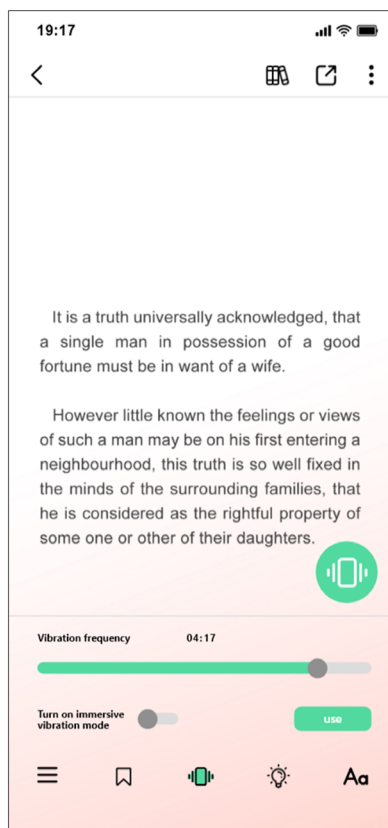 19:17
It is a truth universally acknowledged, that
a single man in possession of a good
fortune must be in want of a wife.
However little known the feelings or views
of such a man may be on his first entering a
neighbourhood, this truth is so well fixed in
the minds of the surrounding families, that
he is considered as the rightful property of
some one or other of their daughters.
Vibration frequency 04:17
Turn on immersive
vibration mode
use
Aa